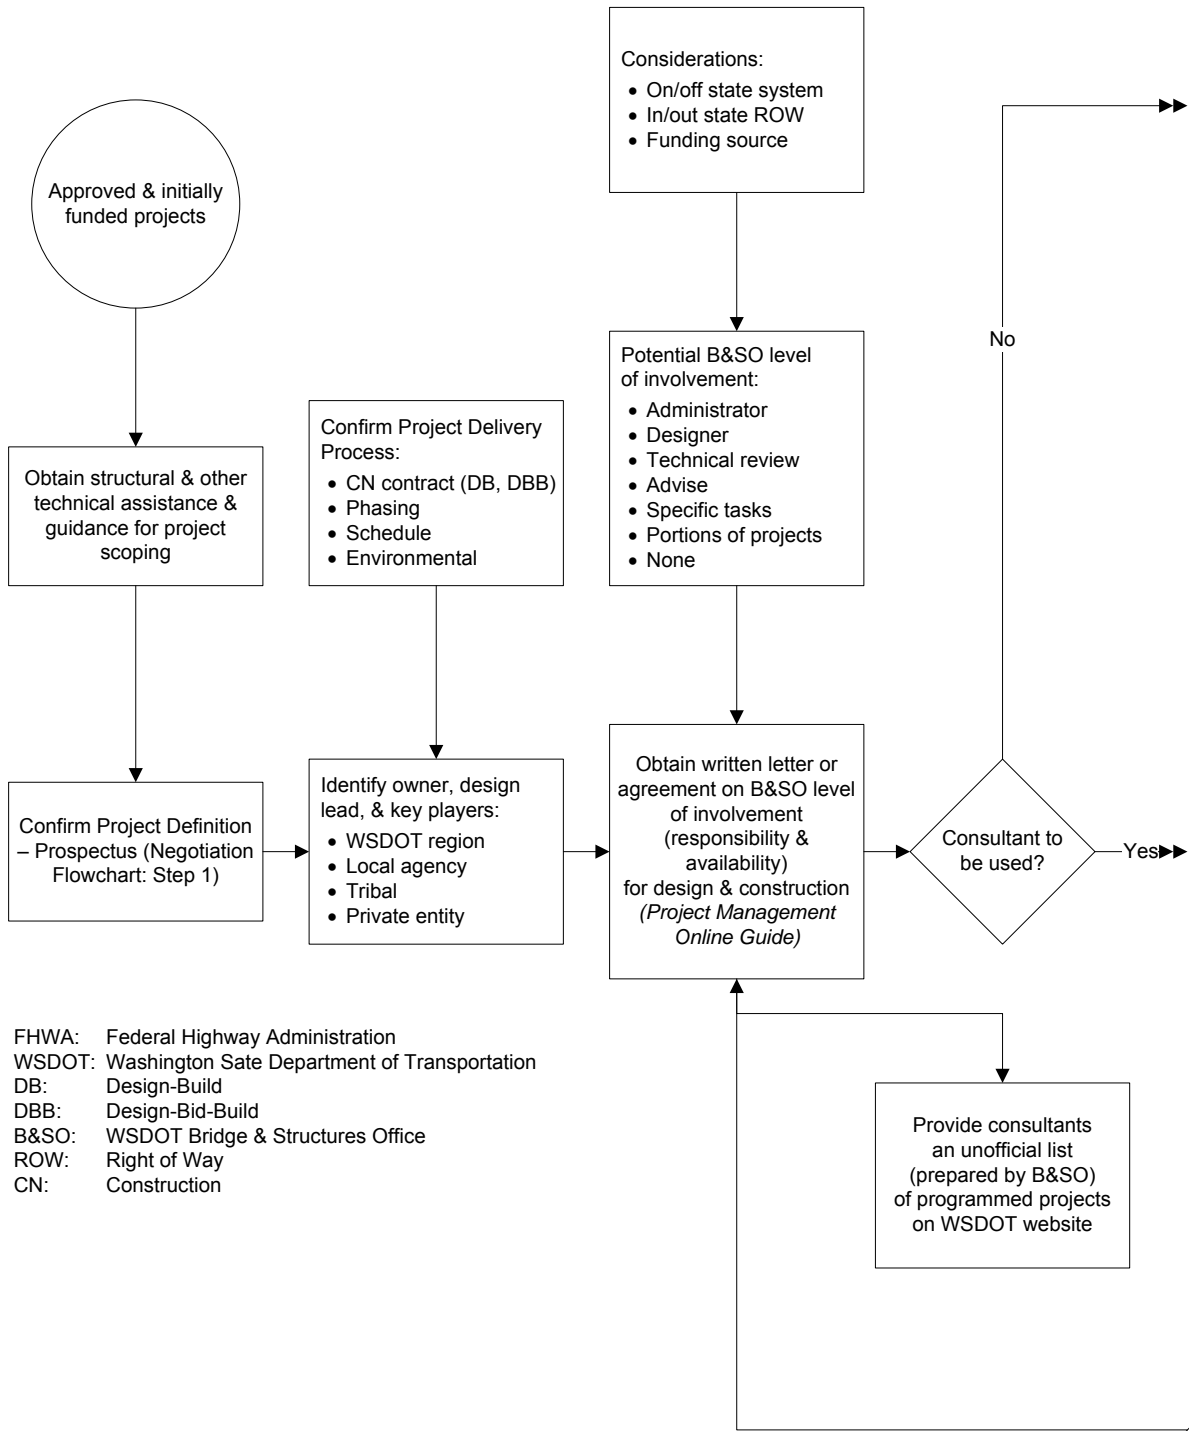 Considerations:
• On/off state system
• In/out state ROW
• Funding source
Approved & initially
funded projects
No
Potential B&SO level
of involvement:
• Administrator
• Designer
• Technical review
• Advise
• Specific tasks
• Portions of projects
• None
Confirm Project Delivery
Process:
• CN contract (DB, DBB)
• Phasing
• Schedule
• Environmental
Obtain structural & other
technical assistance &
guidance for project
scoping
Confirm Project Definition
– Prospectus (Negotiation
Flowchart: Step 1)
Identify owner, design
lead, & key players:
• WSDOT region
• Local agency
• Tribal
• Private entity
Obtain written letter or
agreement on B&SO level
of involvement
(responsibility &
availability)
for design & construction
(Project Management
Online Guide)
Consultant to
be used?
Yes
FHWA: Federal Highway Administration
WSDOT: Washington Sate Department of Transportation
DB: Design-Build
DBB: Design-Bid-Build
B&SO: WSDOT Bridge & Structures Office
ROW: Right of Way
CN: Construction
Provide consultants
an unofficial list
(prepared by B&SO)
of programmed projects
on WSDOT website